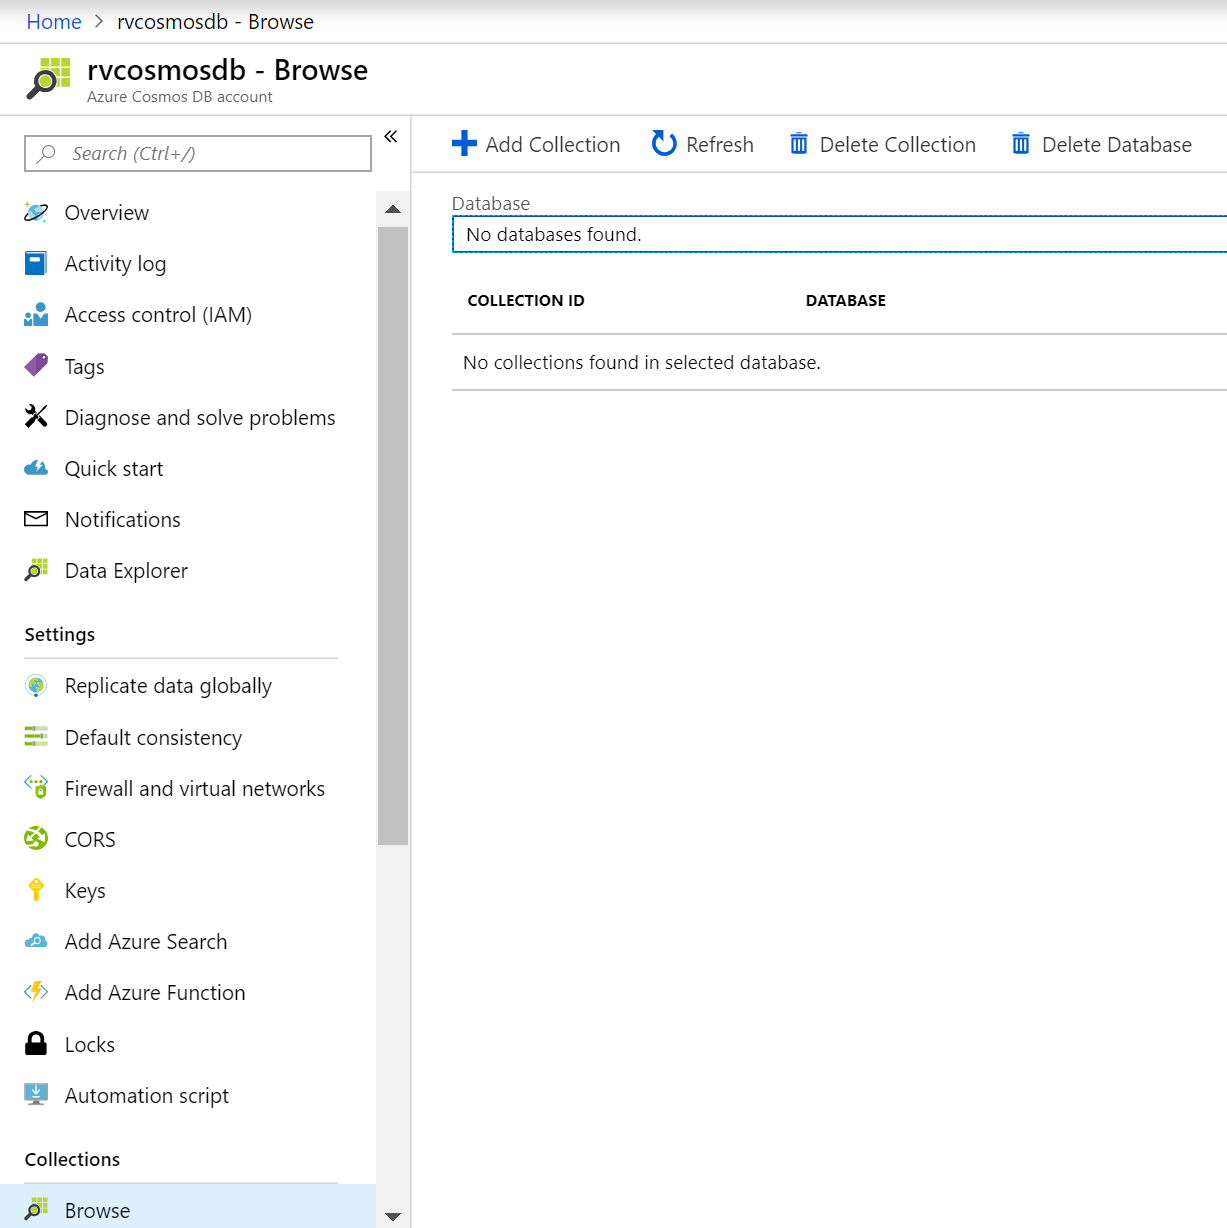 Home > rvcosmosdb - Browse
rvcosmosdb - Browse
Azure Cosmos DB account
Search (Ctrl+/)
«
Overview
Activity log
Access control (IAM)
Tags
Diagnose and solve problems
Quick start
Notifications
Data Explorer
Settings
Replicate data globally
Default consistency
Firewall and virtual networks
CORS
Keys
Add Azure Search
Add Azure Function
Locks
Automation script
Collections
Browse
Add Collection Refresh Delete Collection Delete Database
Database
No databases found.
COLLECTION ID DATABASE
No collections found in selected database.